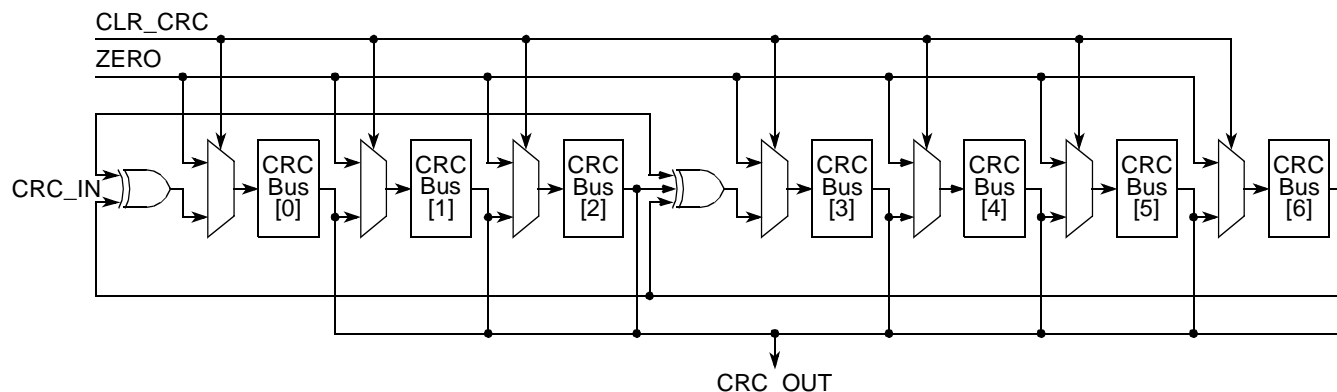 CLR_CRC
ZERO
CRC_IN
CRC
Bus
[0]
CRC
Bus
[1]
CRC
Bus
[2]
CRC
Bus
[3]
CRC
Bus
[4]
CRC
Bus
[5]
CRC
Bus
[6]
CRC_OUT